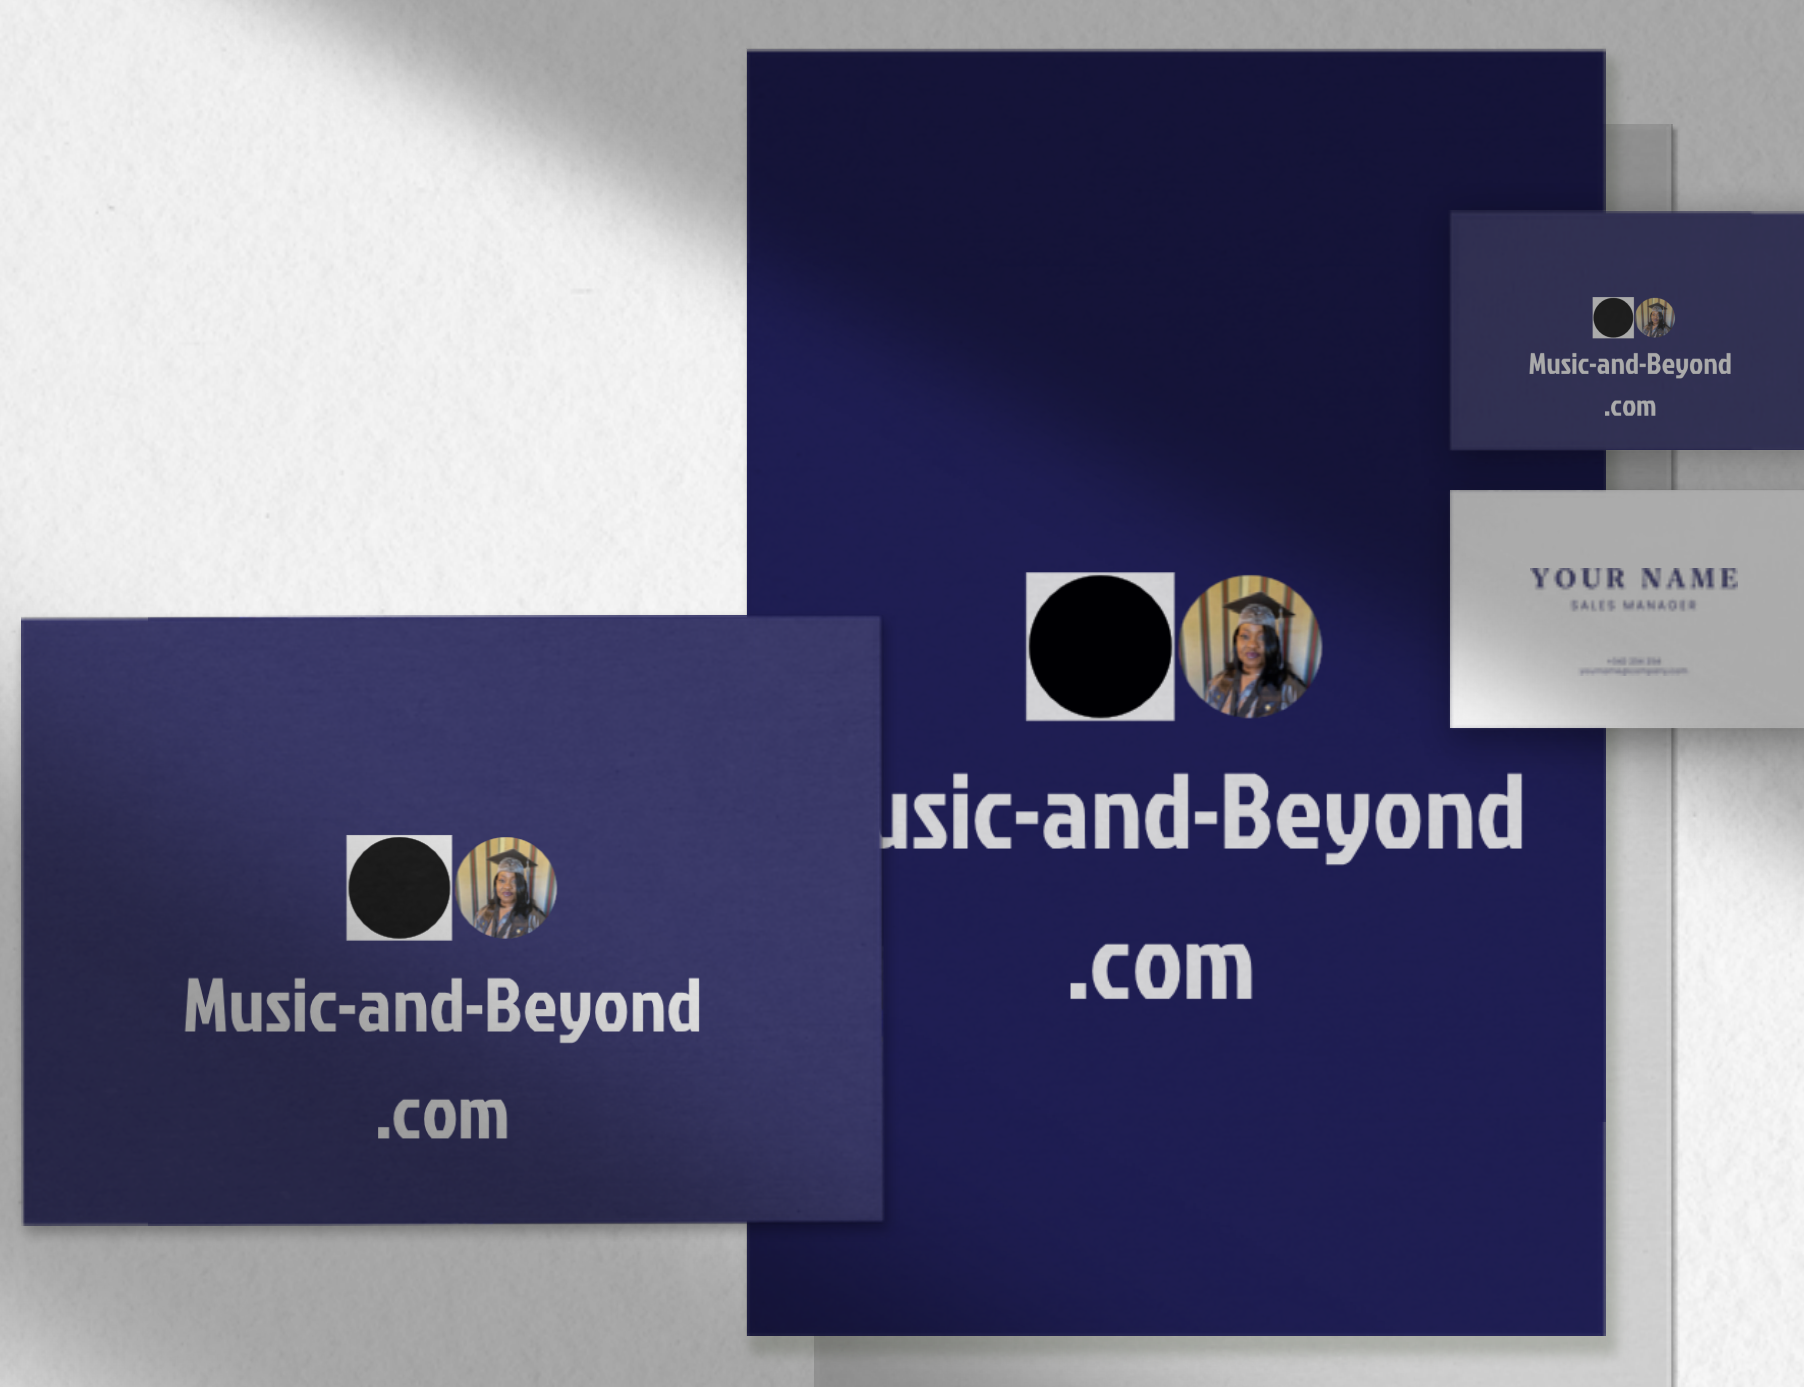 Music-and-Beyond
.com
YOUR NAME
SALES MANAGER
usic-and-Beyond
.com
Music-and-Beyond
.com